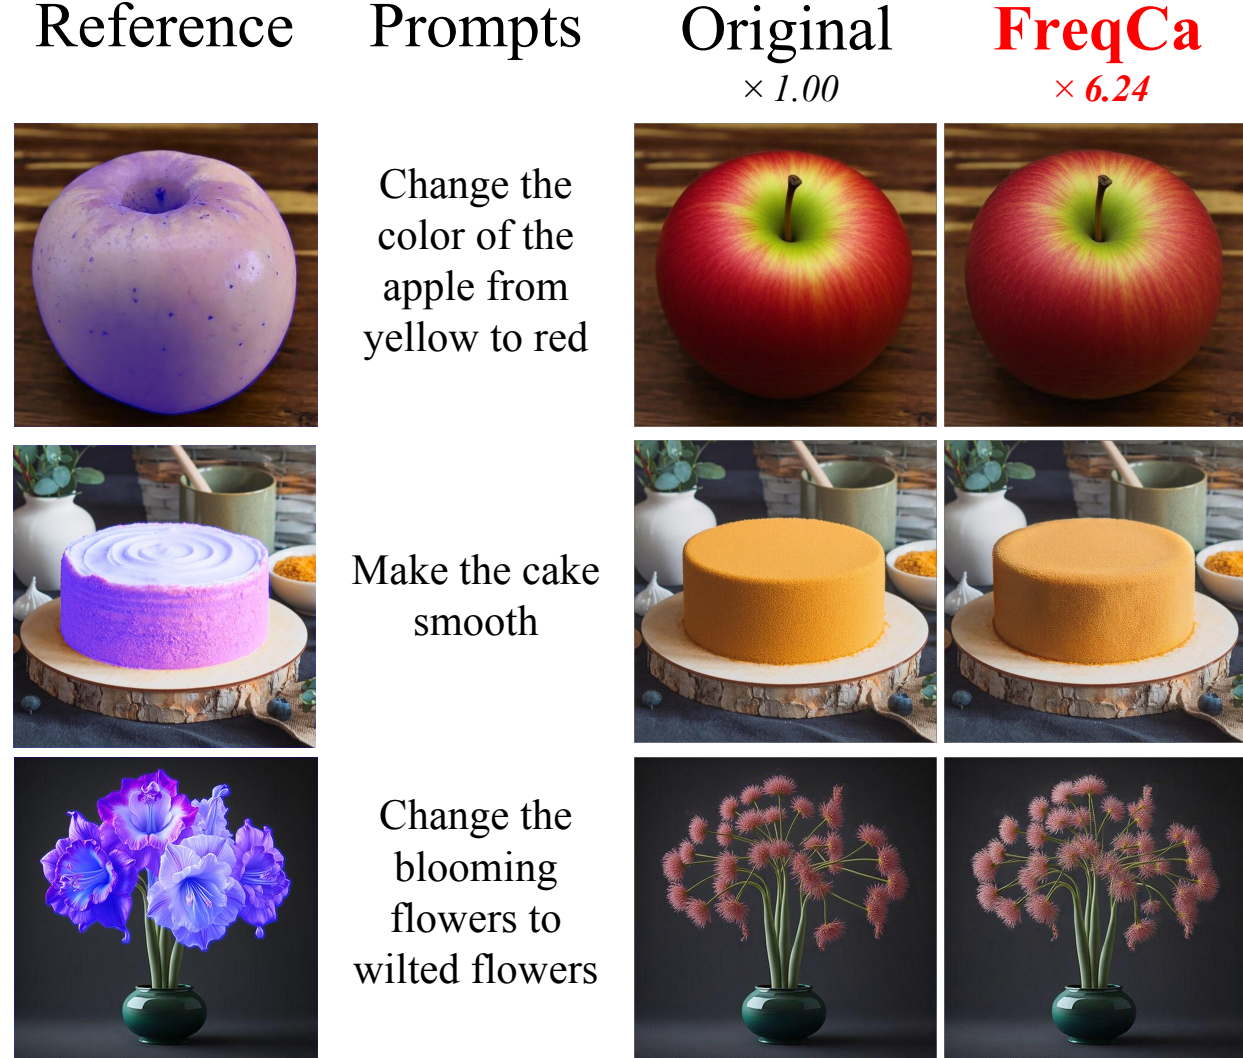 Reference Prompts Original FreqCa
× 1.00 × 6.24
Change the
color of the
apple from
yellow to red
Make the cake
smooth
Change the
blooming
flowers to
wilted flowers